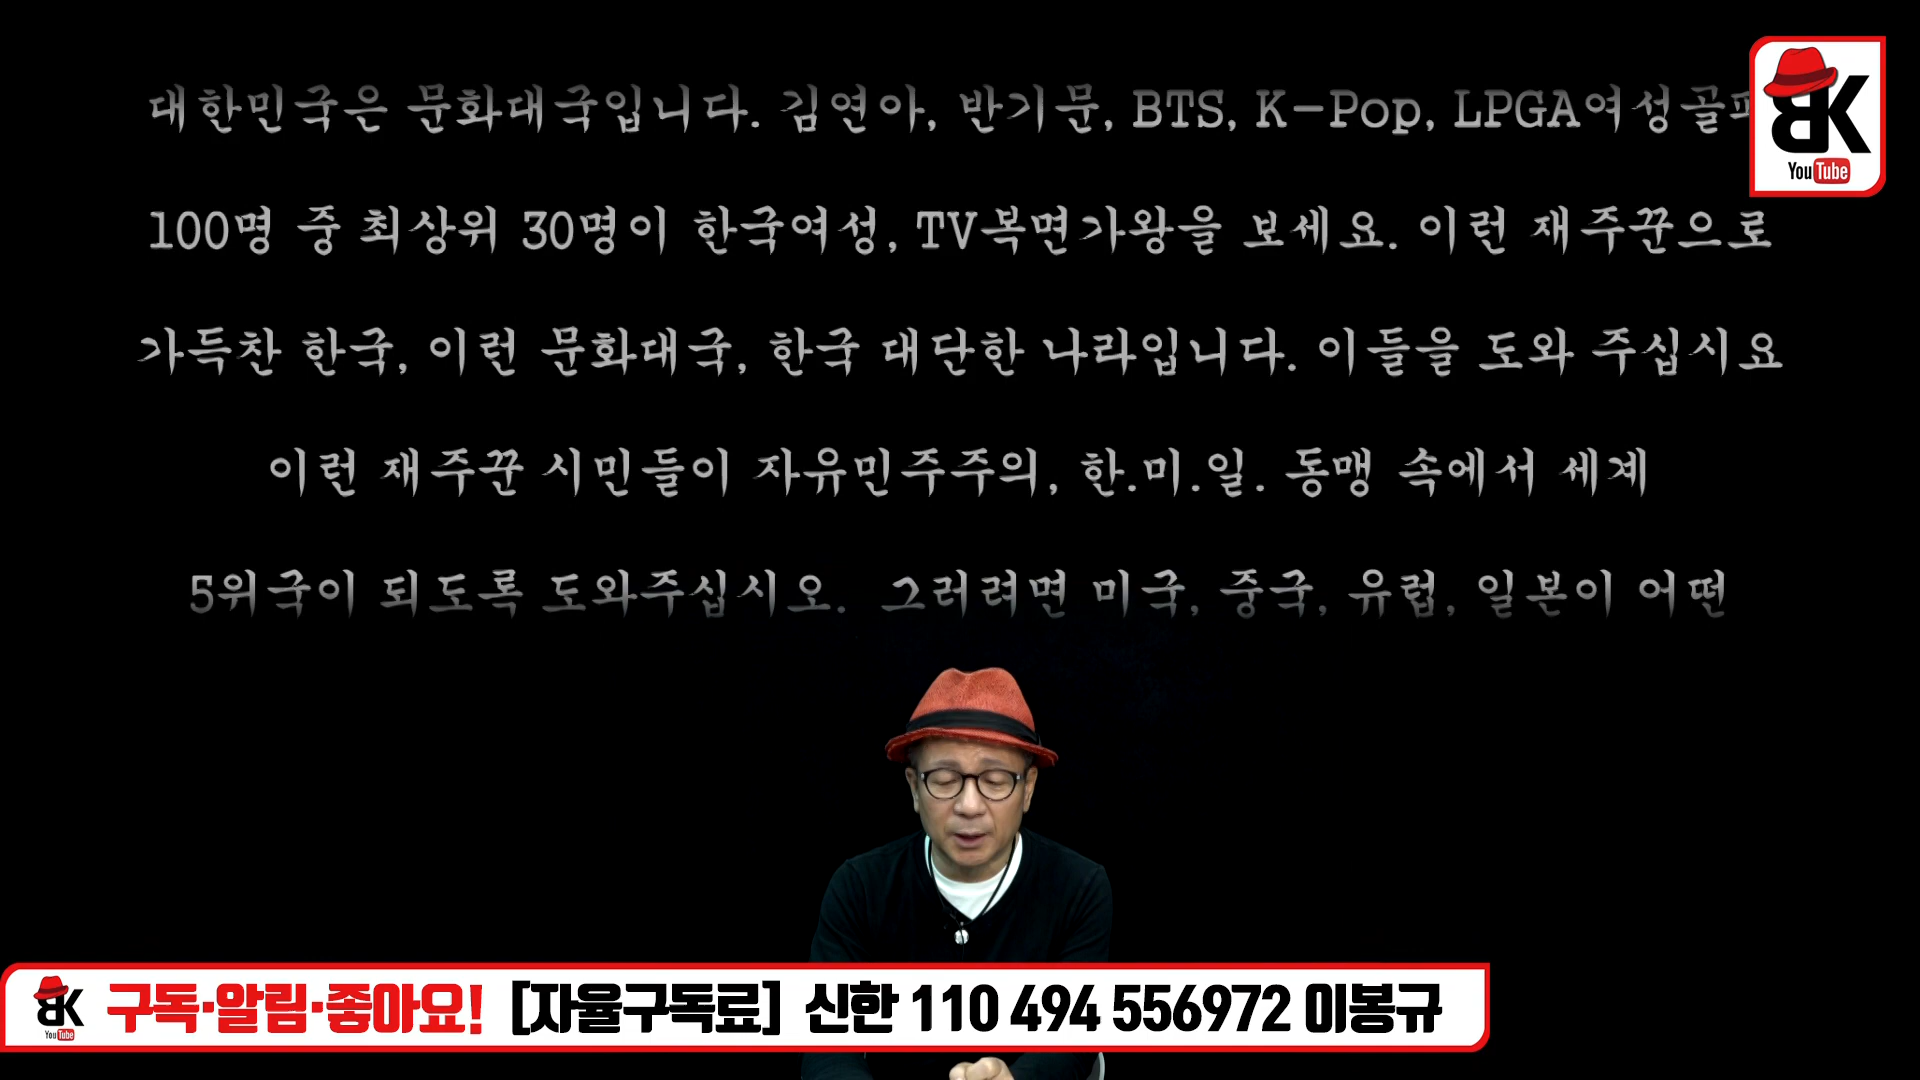 대한민국은 문화대국입니다. 김연아, 반기문, BTS, K-Pop, LPGA여성골프
100명 중 최상위 30명이 한국여성, TV복면가왕을 보세요. 이런 재주꾼으로
가득찬 한국, 이런 문화대국, 한국 대단한 나라입니다. 이들을 도와 주십시요
이런 재주꾼 시민들이 자유민주주의, 한.미.일. 동맹 속에서 세계
5위국이 되도록 도와주십시오. 그러려면 미국, 중국, 유럽, 일본이 어떤
BK
YouTube
BK
YouTube
구독·알림·좋아요! [자율구독료] 신한 110 494 556972 이봉규